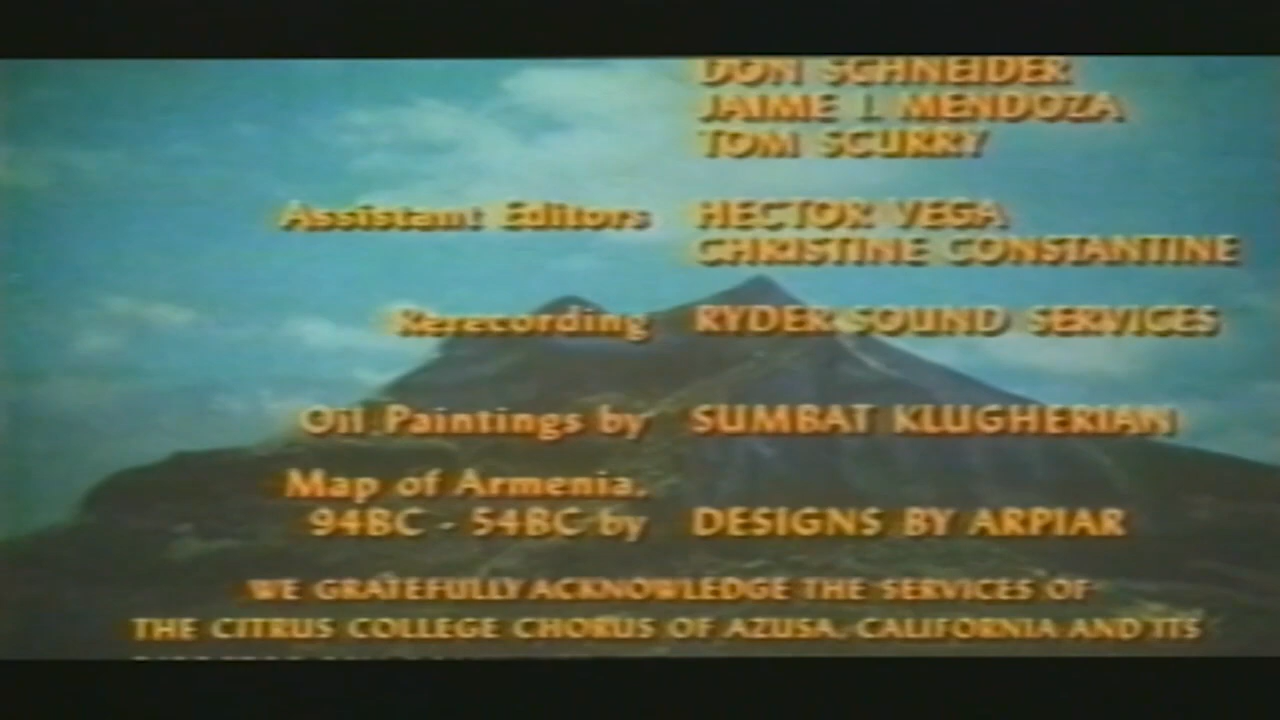 DON SCHNEIDER
JAIME I. MENDOZA
TOM SCURRY
Assistant Editors HECTOR VEGA
CHRISTINE CONSTANTINE
Rerecording RYDER SOUND SERVICES
Oil Paintings by SUMBAT KLUGHERIAN
Map of Armenia,
94BC - 54BC by DESIGNS BY ARPIAR
WE GRATEFULLY ACKNOWLEDGE THE SERVICES OF
THE CITRUS COLLEGE CHORUS OF AZUSA, CALIFORNIA AND ITS